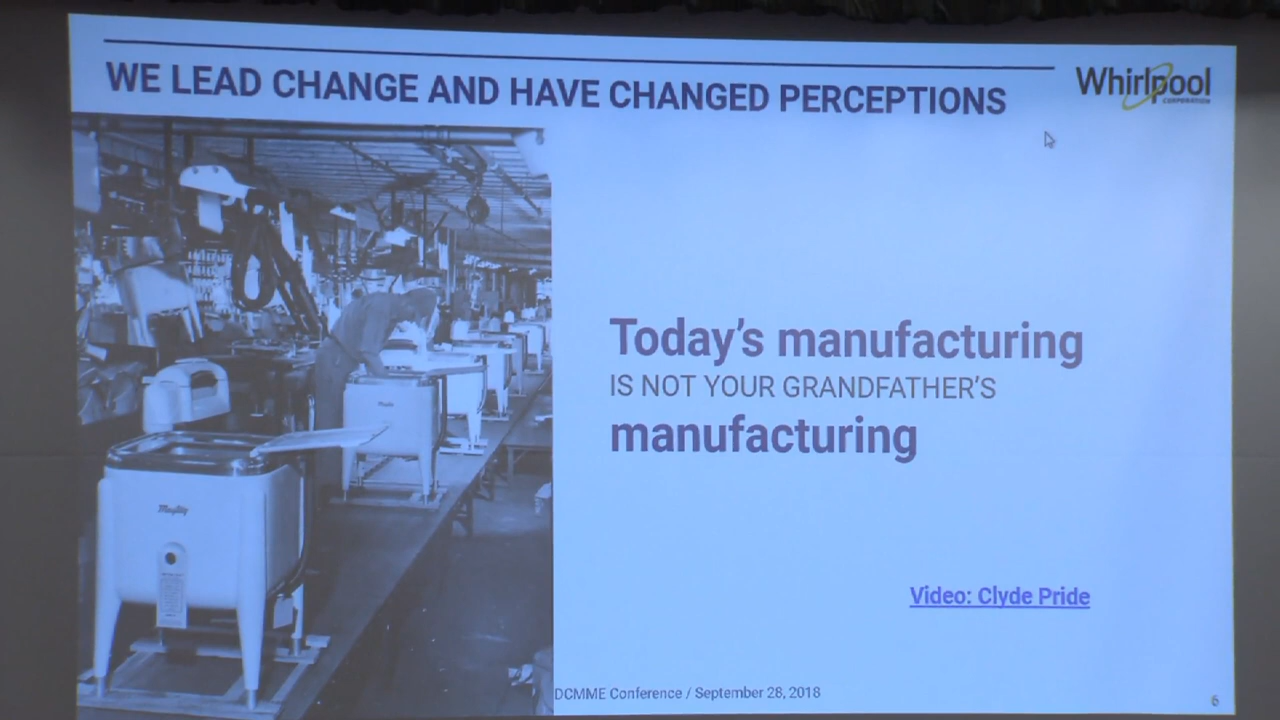 WE LEAD CHANGE AND HAVE CHANGED PERCEPTIONS
Whirlpool
CORPORATION
Today's manufacturing
IS NOT YOUR GRANDFATHER'S
manufacturing
Maytag
Video: Clyde Pride
DCMME Conference / September 28, 2018
6